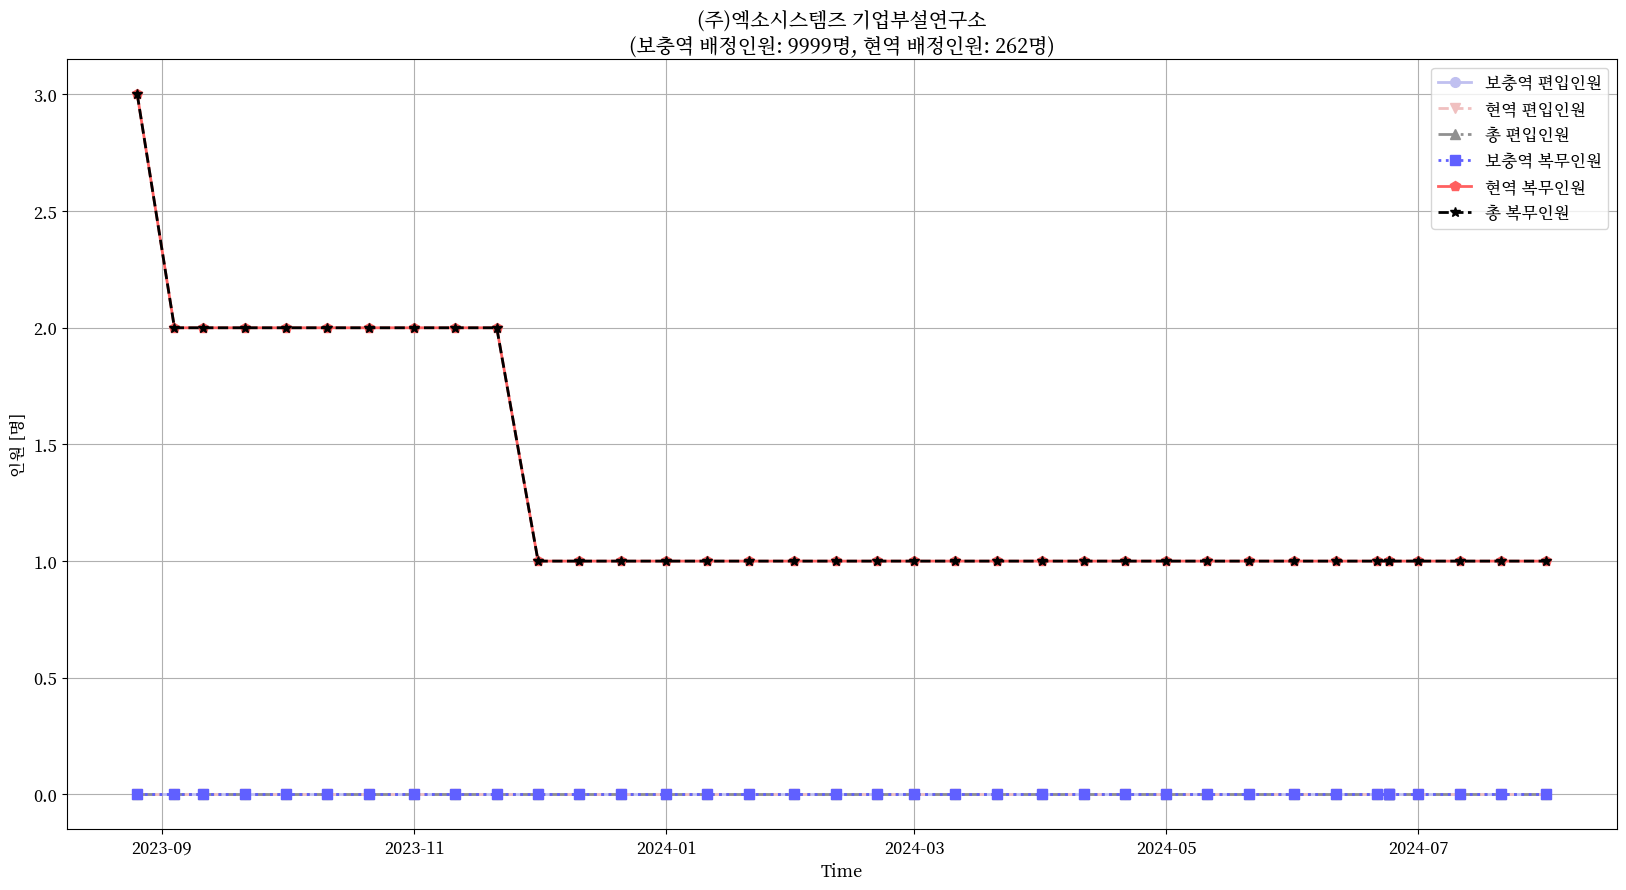 (주)엑소시스템즈 기업부설연구소
(보충역 배정인원: 9999명, 현역 배정인원: 262명)
보충역 편입인원
현역 편입인원
총 편입인원
보충역 복무인원
현역 복무인원
총 복무인원
인원 [명]
3.0
2.5
2.0
1.5
1.0
0.5
0.0
2023-09
2023-11
2024-01
2024-03
2024-05
2024-07
Time